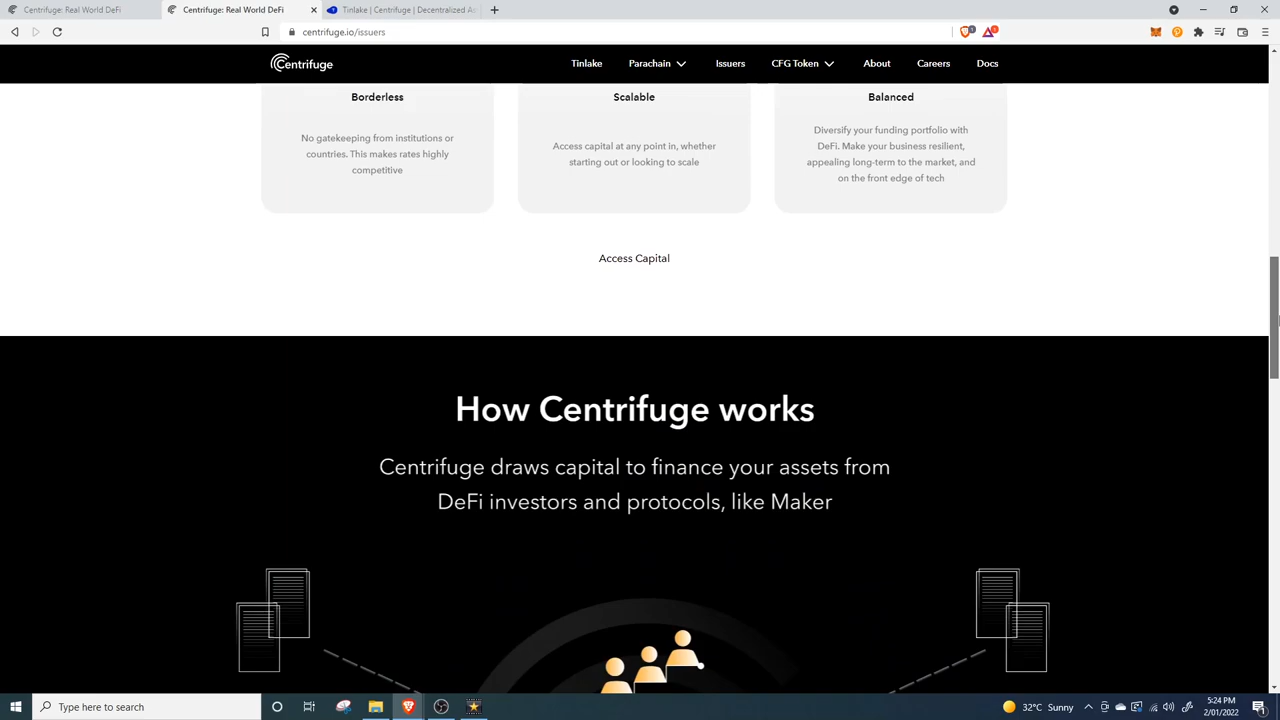 Centrifuge: Real World DeFi
Centrifuge: Real World DeFi
Tinlake | Centrifuge | Decentralized As
centrifuge.io/issuers
1
Centrifuge
Tinlake
Parachain
Issuers
CFG Token
About
Careers
Docs
Borderless
No gatekeeping from institutions or
countries. This makes rates highly
competitive
Scalable
Access capital at any point in, whether
starting out or looking to scale
Balanced
Diversify your funding portfolio with
DeFi. Make your business resilient,
appealing long-term to the market, and
on the front edge of tech
Access Capital
How Centrifuge works
Centrifuge draws capital to finance your assets from
DeFi investors and protocols, like Maker
Type here to search
32°C Sunny
5:24 PM
2/01/2022
1